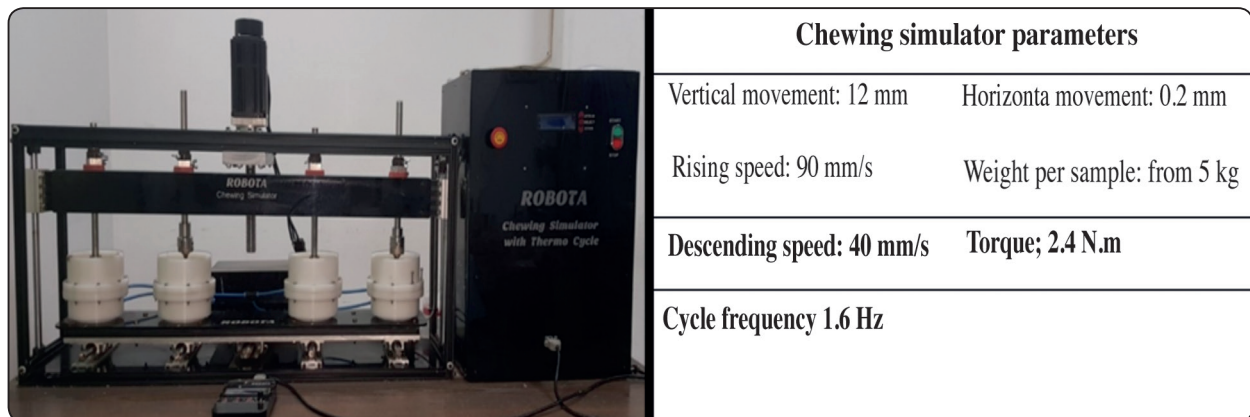 ROBOTA
Chewing Simulator
ROBOTA
Chewing Simulator
with Thermo Cycle
ROBOTA
Chewing simulator parameters
Vertical movement: 12 mm
Horizonta movement: 0.2 mm
Rising speed: 90 mm/s
Weight per sample: from 5 kg
Descending speed: 40 mm/s
Torque; 2.4 N.m
Cycle frequency 1.6 Hz